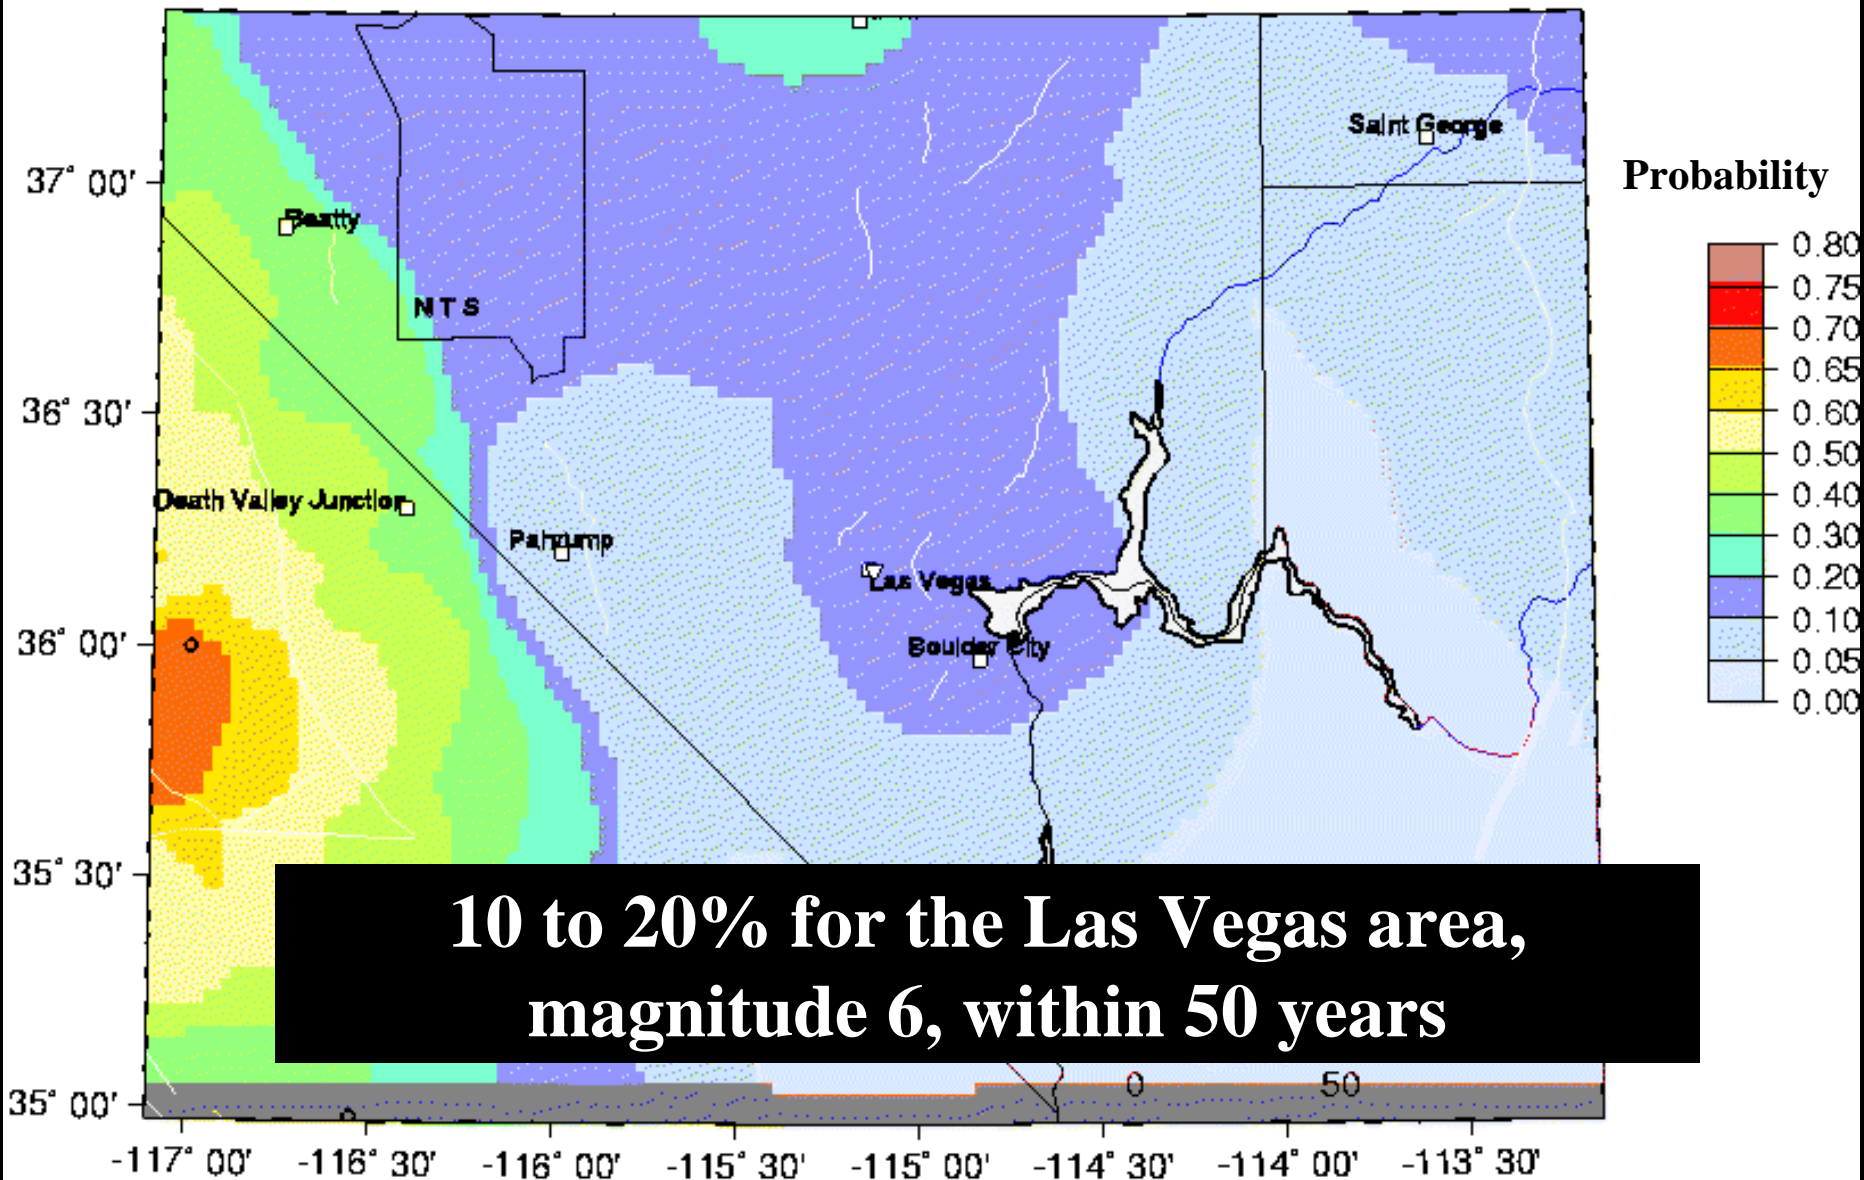 Saint George
37° 00'
Probability
Beatty
0.80
0.75
NTS
0.70
0.65
36° 30'
0.60
0.50
0.40
Death Valley Junction
0.30
Pahrump
0.20
Las Vegas
0.10
36° 00'
Boulder City
0.05
0.00
35° 30'
10 to 20% for the Las Vegas area,
magnitude 6, within 50 years
0 50
35° 00'
-117° 00' -116° 30' -116° 00' -115° 30' -115° 00' -114° 30' -114° 00' -113° 30'